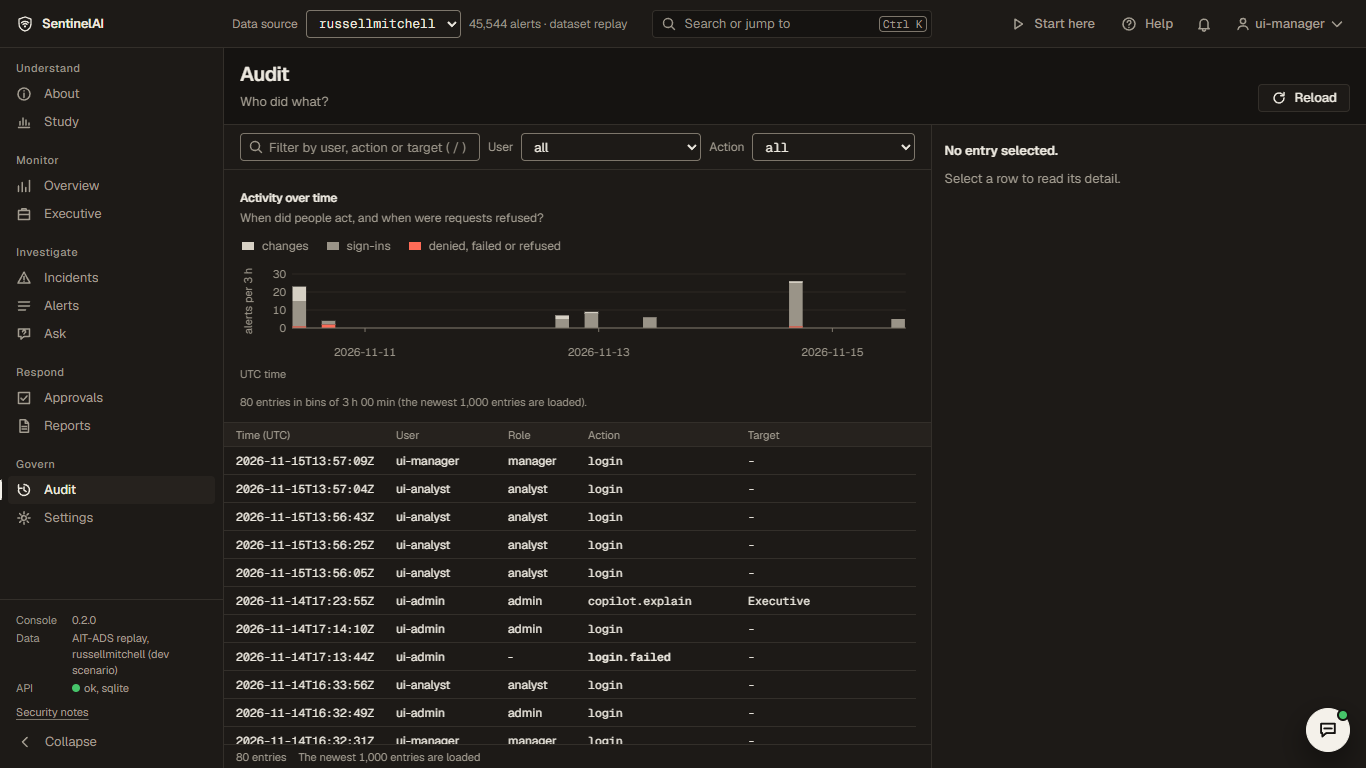 SentinelAI
Data source russellmitchell 45,544 alerts · dataset replay Search or jump to Ctrl K Start here Help ui-manager
Understand
About
Study
Monitor
Overview
Executive
Investigate
Incidents
Alerts
Ask
Respond
Approvals
Reports
Govern
Audit
Settings
Console 0.2.0
Data AIT-ADS replay,
russellmitchell (dev
scenario)
API ok, sqlite
Security notes
Collapse
Audit
Who did what?
Reload
Filter by user, action or target ( / ) User all Action all
Activity over time
When did people act, and when were requests refused?
changes sign-ins denied, failed or refused
alerts per 3 h
30
20
10
0
2026-11-11 2026-11-13 2026-11-15
UTC time
80 entries in bins of 3 h 00 min (the newest 1,000 entries are loaded).
Time (UTC) User Role Action Target
2026-11-15T13:57:09Z ui-manager manager login -
2026-11-15T13:57:04Z ui-analyst analyst login -
2026-11-15T13:56:43Z ui-analyst analyst login -
2026-11-15T13:56:25Z ui-analyst analyst login -
2026-11-15T13:56:05Z ui-analyst analyst login -
2026-11-14T17:23:55Z ui-admin admin copilot.explain Executive
2026-11-14T17:14:10Z ui-admin admin login -
2026-11-14T17:13:44Z ui-admin - login.failed -
2026-11-14T16:33:56Z ui-analyst analyst login -
2026-11-14T16:32:49Z ui-admin admin login -
2026-11-14T16:32:31Z ui-manager manager login -
80 entries The newest 1,000 entries are loaded
No entry selected.
Select a row to read its detail.